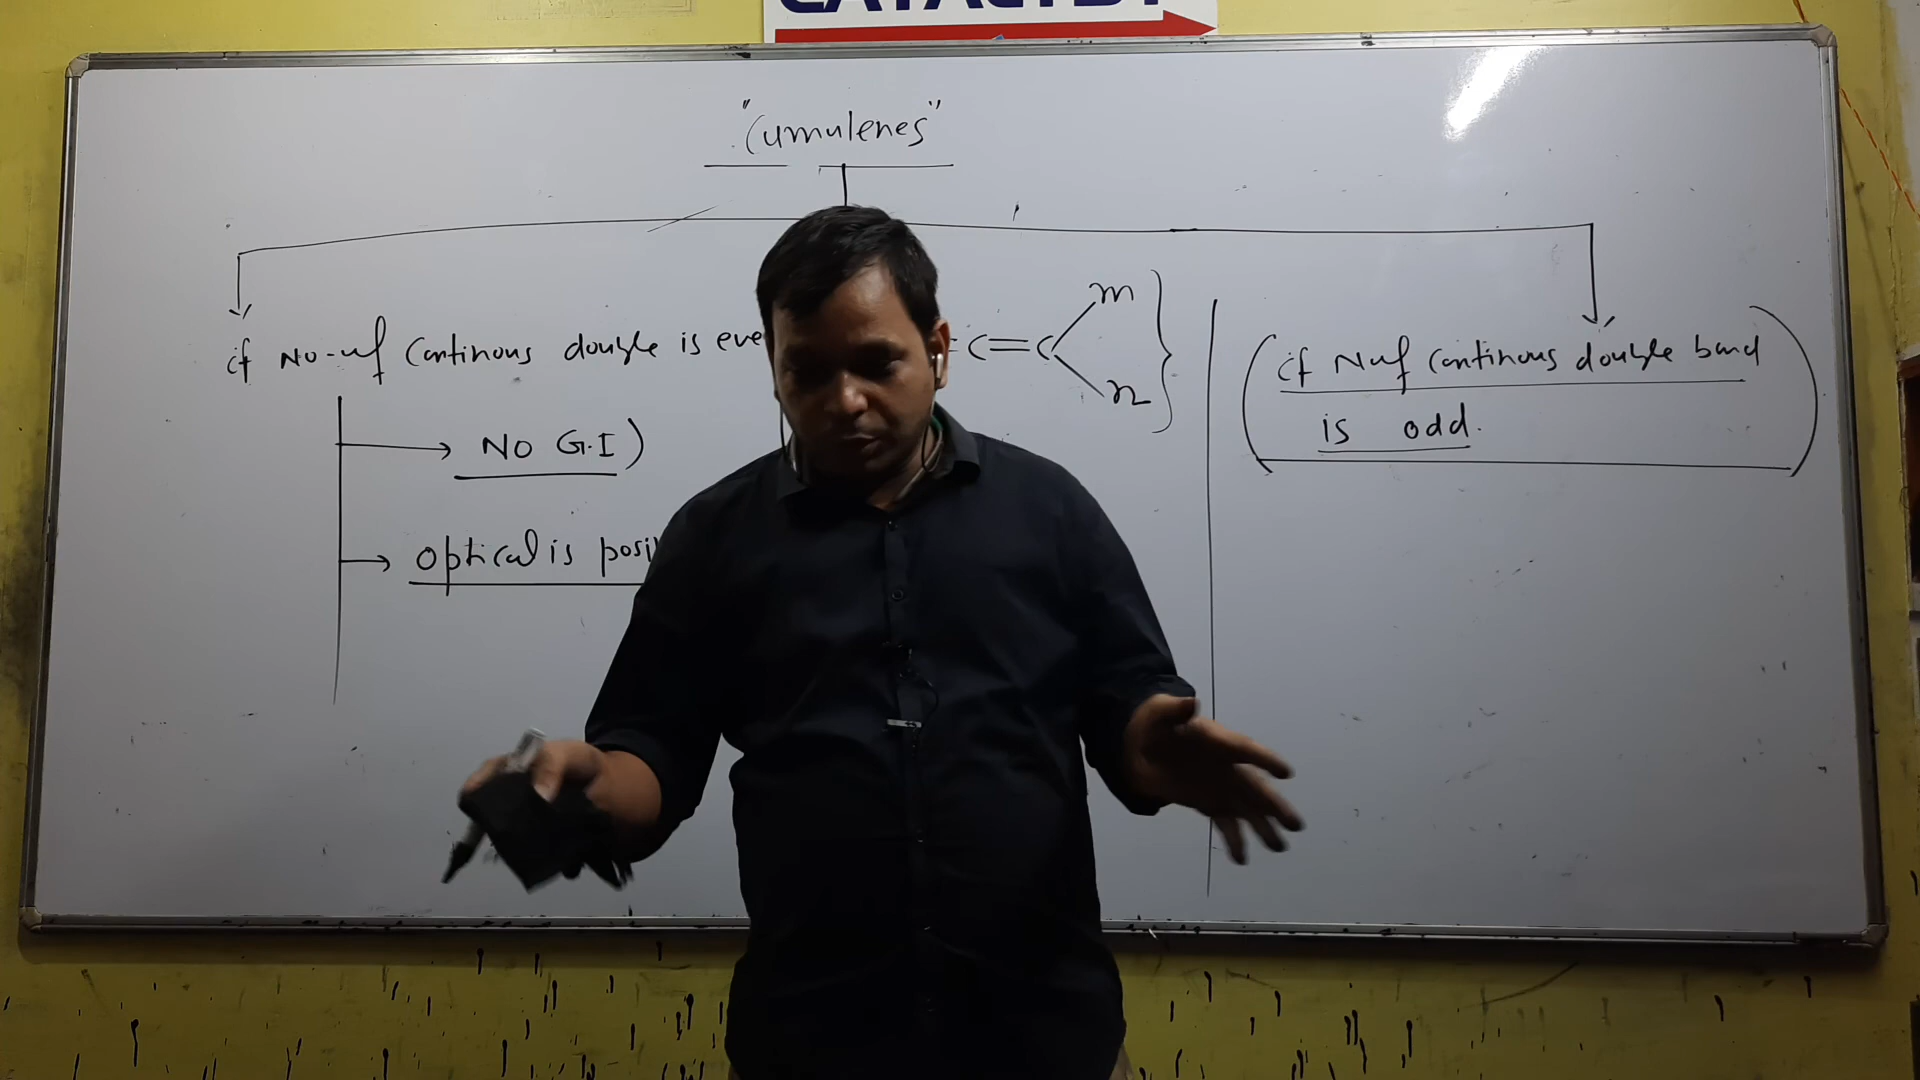 CATALYST
"Cumulenes"
if No-of Continous double is eve
= C = C m n
NO G.I)
optical is posi
(if No of continous double bond
is odd.)